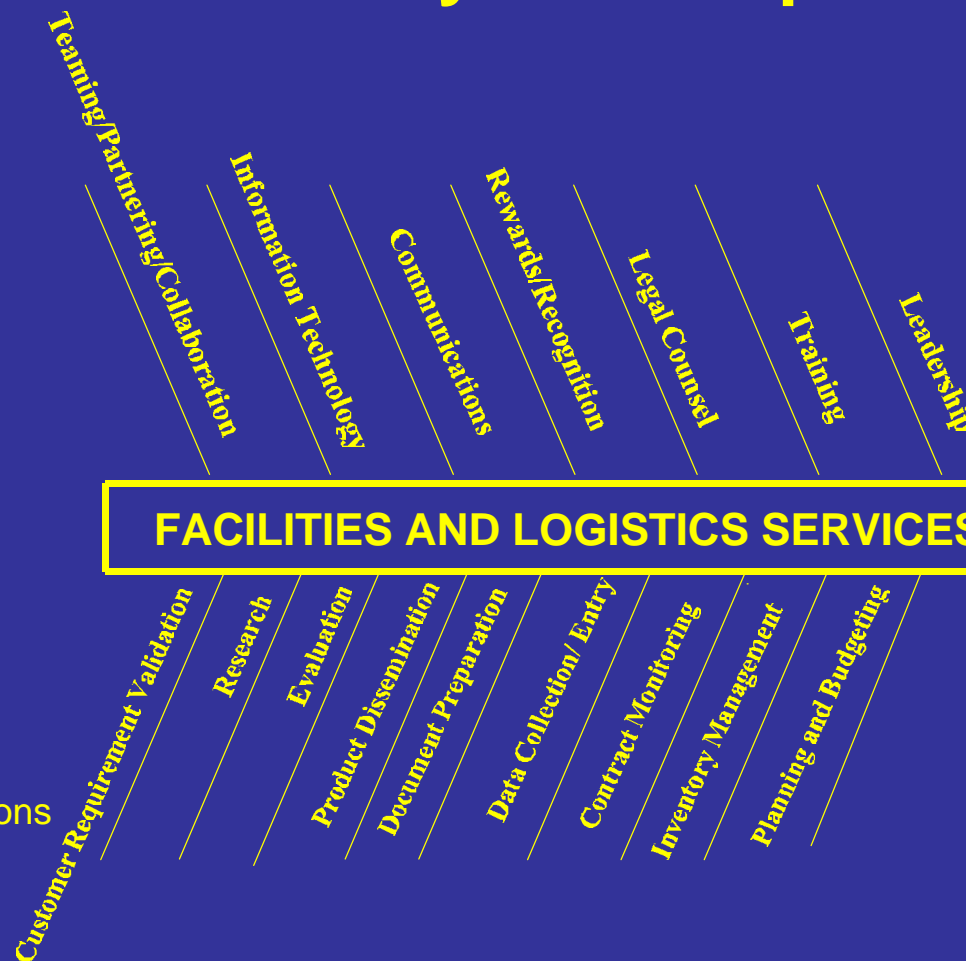 Teaming/Partnering/Collaboration
Information Technology
Communications
Rewards/Recognition
Legal Counsel
Training
Leadership
FACILITIES AND LOGISTICS SERVICES
Customer Requirement Validation
Research
Evaluation
Product Dissemination
Document Preparation
Data Collection/ Entry
Contract Monitoring
Inventory Management
Planning and Budgeting
ons